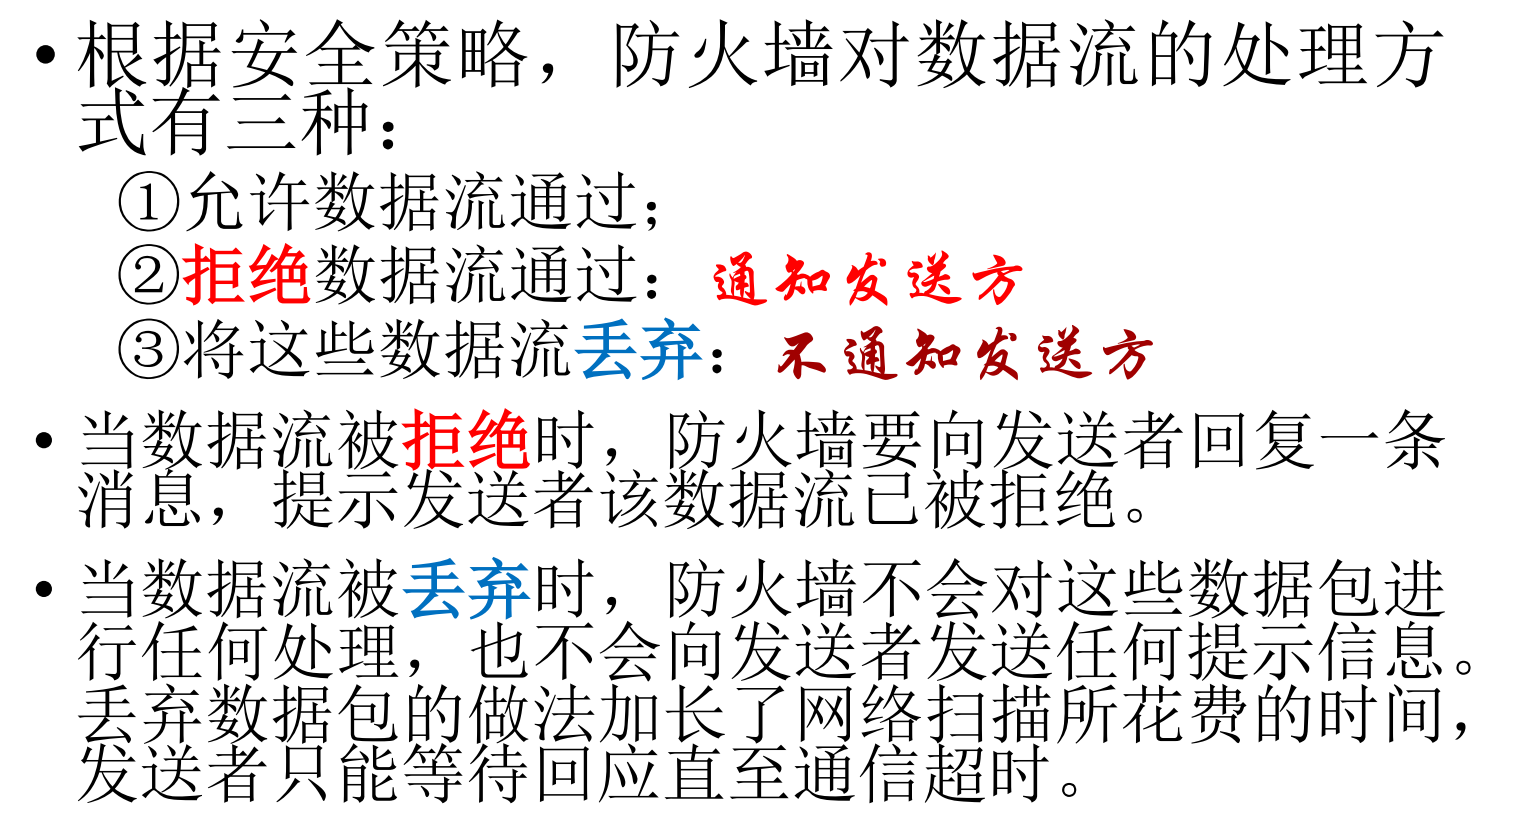 • 根据安全策略，防火墙对数据流的处理方
式有三种：
①允许数据流通过；
②拒绝数据流通过：通知发送方
③将这些数据流丢弃：不通知发送方
• 当数据流被拒绝时，防火墙要向发送者回复一条
消息，提示发送者该数据流已被拒绝。
• 当数据流被丢弃时，防火墙不会对这些数据包进
行任何处理，也不会向发送者发送任何提示信息。
丢弃数据包的做法加长了网络扫描所花费的时间，
发送者只能等待回应直至通信超时。